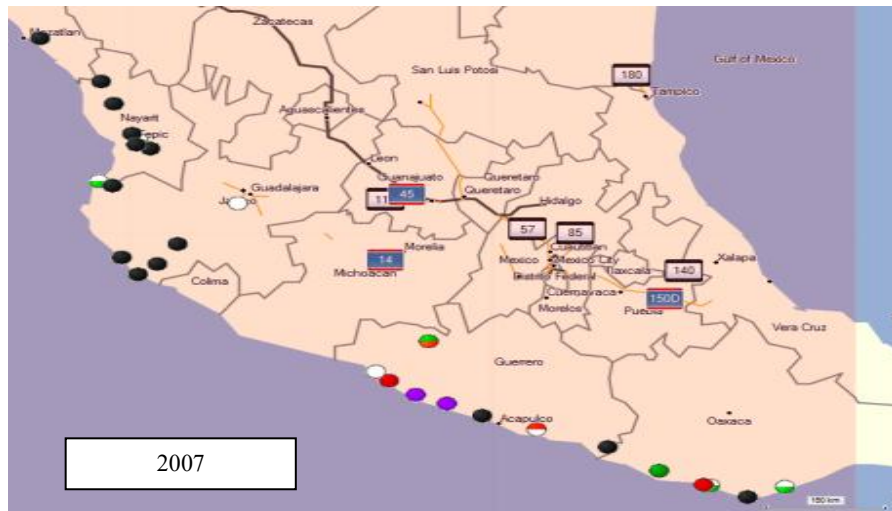 Mazatlan
Zacatecas
Gulf of Mexico
San Luis Potosi
180
Tampico
Aguascalientes
Nayarit
Tepic
Leon
Guanajuato
Queretaro
Guadalajara
45
Queretaro
Hidalgo
57
85
Cuautitlan
Morelia
Mexico
Mexico City
Xalapa
14
Michoacan
Distrito Federal
Tlaxcala
140
Colima
Cuernavaca
150D
Morelos
Puebla
Vera Cruz
Guerrero
Acapulco
Oaxaca
2007
150 km